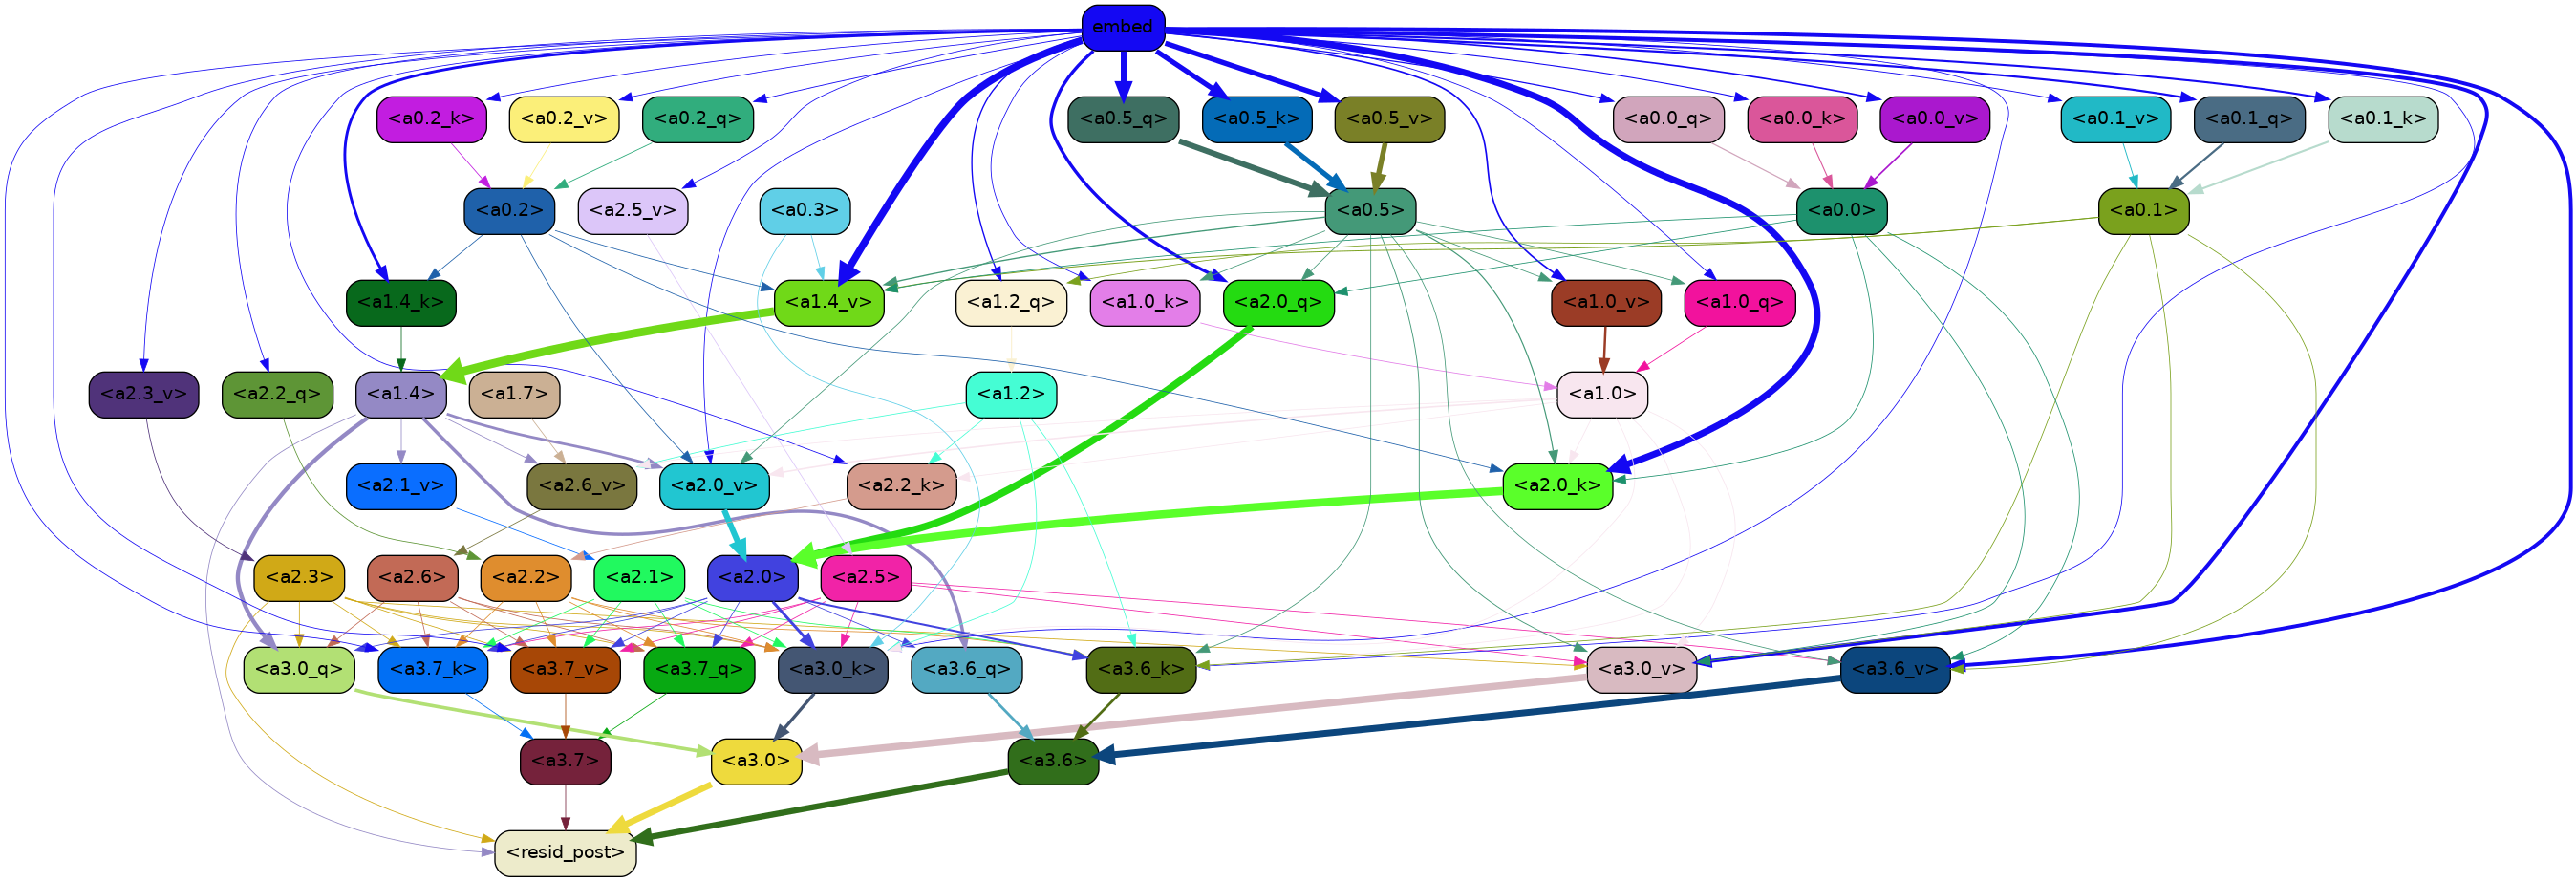 embed
<a0.2_k>
<a0.2_v>
<a0.2_q>
<a0.5_q>
<a0.5_k>
<a0.5_v>
<a0.0_q>
<a0.0_k>
<a0.0_v>
<a0.1_v>
<a0.1_q>
<a0.1_k>
<a0.2>
<a2.5_v>
<a0.3>
<a0.5>
<a0.0>
<a0.1>
<a1.4_k>
<a1.4_v>
<a1.2_q>
<a1.0_k>
<a2.0_q>
<a1.0_v>
<a1.0_q>
<a2.3_v>
<a2.2_q>
<a1.4>
<a1.7>
<a1.2>
<a1.0>
<a2.1_v>
<a2.6_v>
<a2.0_v>
<a2.2_k>
<a2.0_k>
<a2.3>
<a2.6>
<a2.2>
<a2.1>
<a2.0>
<a2.5>
<a3.0_q>
<a3.7_k>
<a3.7_v>
<a3.7_q>
<a3.0_k>
<a3.6_q>
<a3.6_k>
<a3.0_v>
<a3.6_v>
<a3.7>
<a3.0>
<a3.6>
<resid_post>